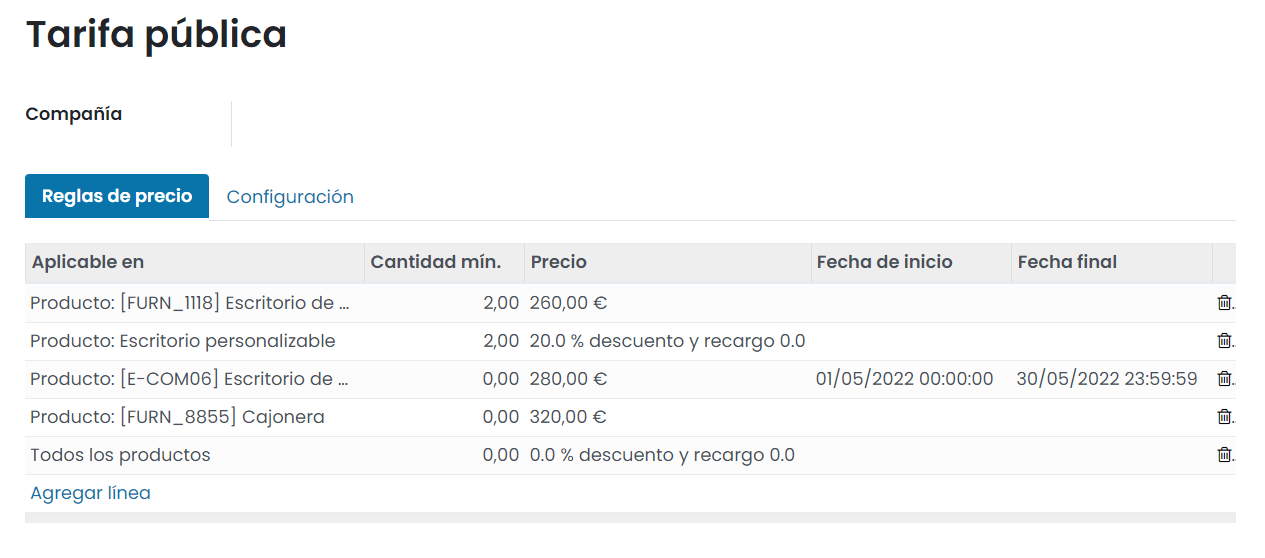 Tarifa pública
Compañía
Reglas de precio Configuración
Aplicable en Cantidad mín. Precio Fecha de inicio Fecha final
Producto: [FURN_1118] Escritorio de ... 2,00 260,00 €
Producto: Escritorio personalizable 2,00 20.0 % descuento y recargo 0.0
Producto: [E-COM06] Escritorio de ... 0,00 280,00 € 01/05/2022 00:00:00 30/05/2022 23:59:59
Producto: [FURN_8855] Cajonera 0,00 320,00 €
Todos los productos 0,00 0.0 % descuento y recargo 0.0
Agregar línea